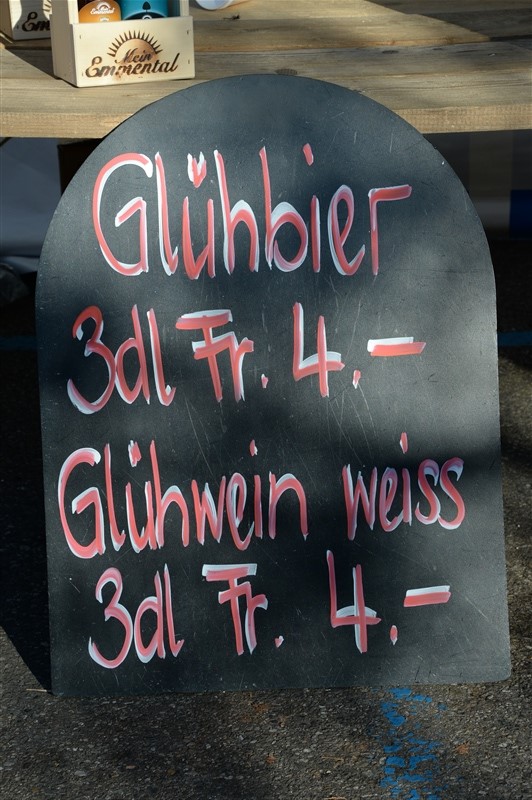 Mein
Emmental
Glühbier
3dl Fr. 4.-
Glühwein weiss
3dl Fr. 4.-